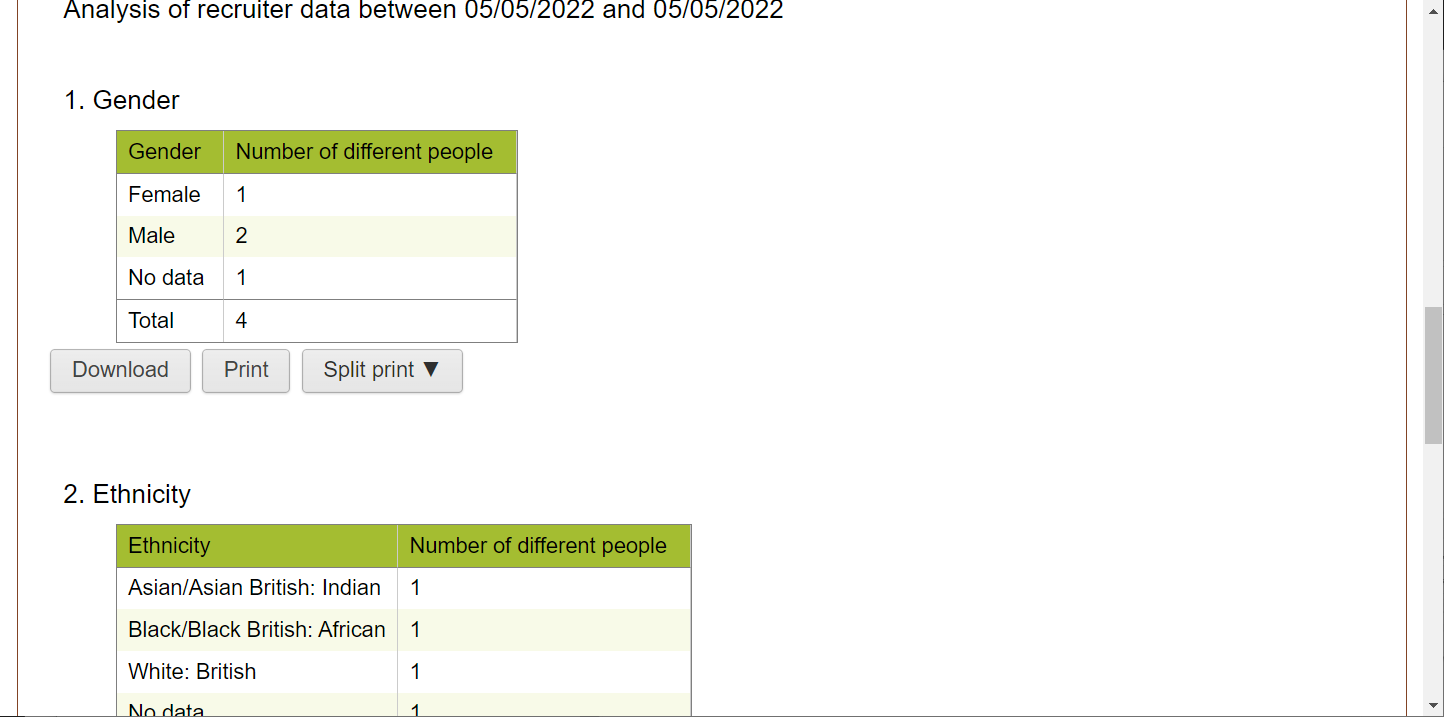 Analysis of recruiter data between 05/05/2022 and 05/05/2022
1. Gender
Gender Number of different people
Female 1
Male 2
No data 1
Total 4
Download Print Split print ▼
2. Ethnicity
Ethnicity Number of different people
Asian/Asian British: Indian 1
Black/Black British: African 1
White: British 1
No data 1